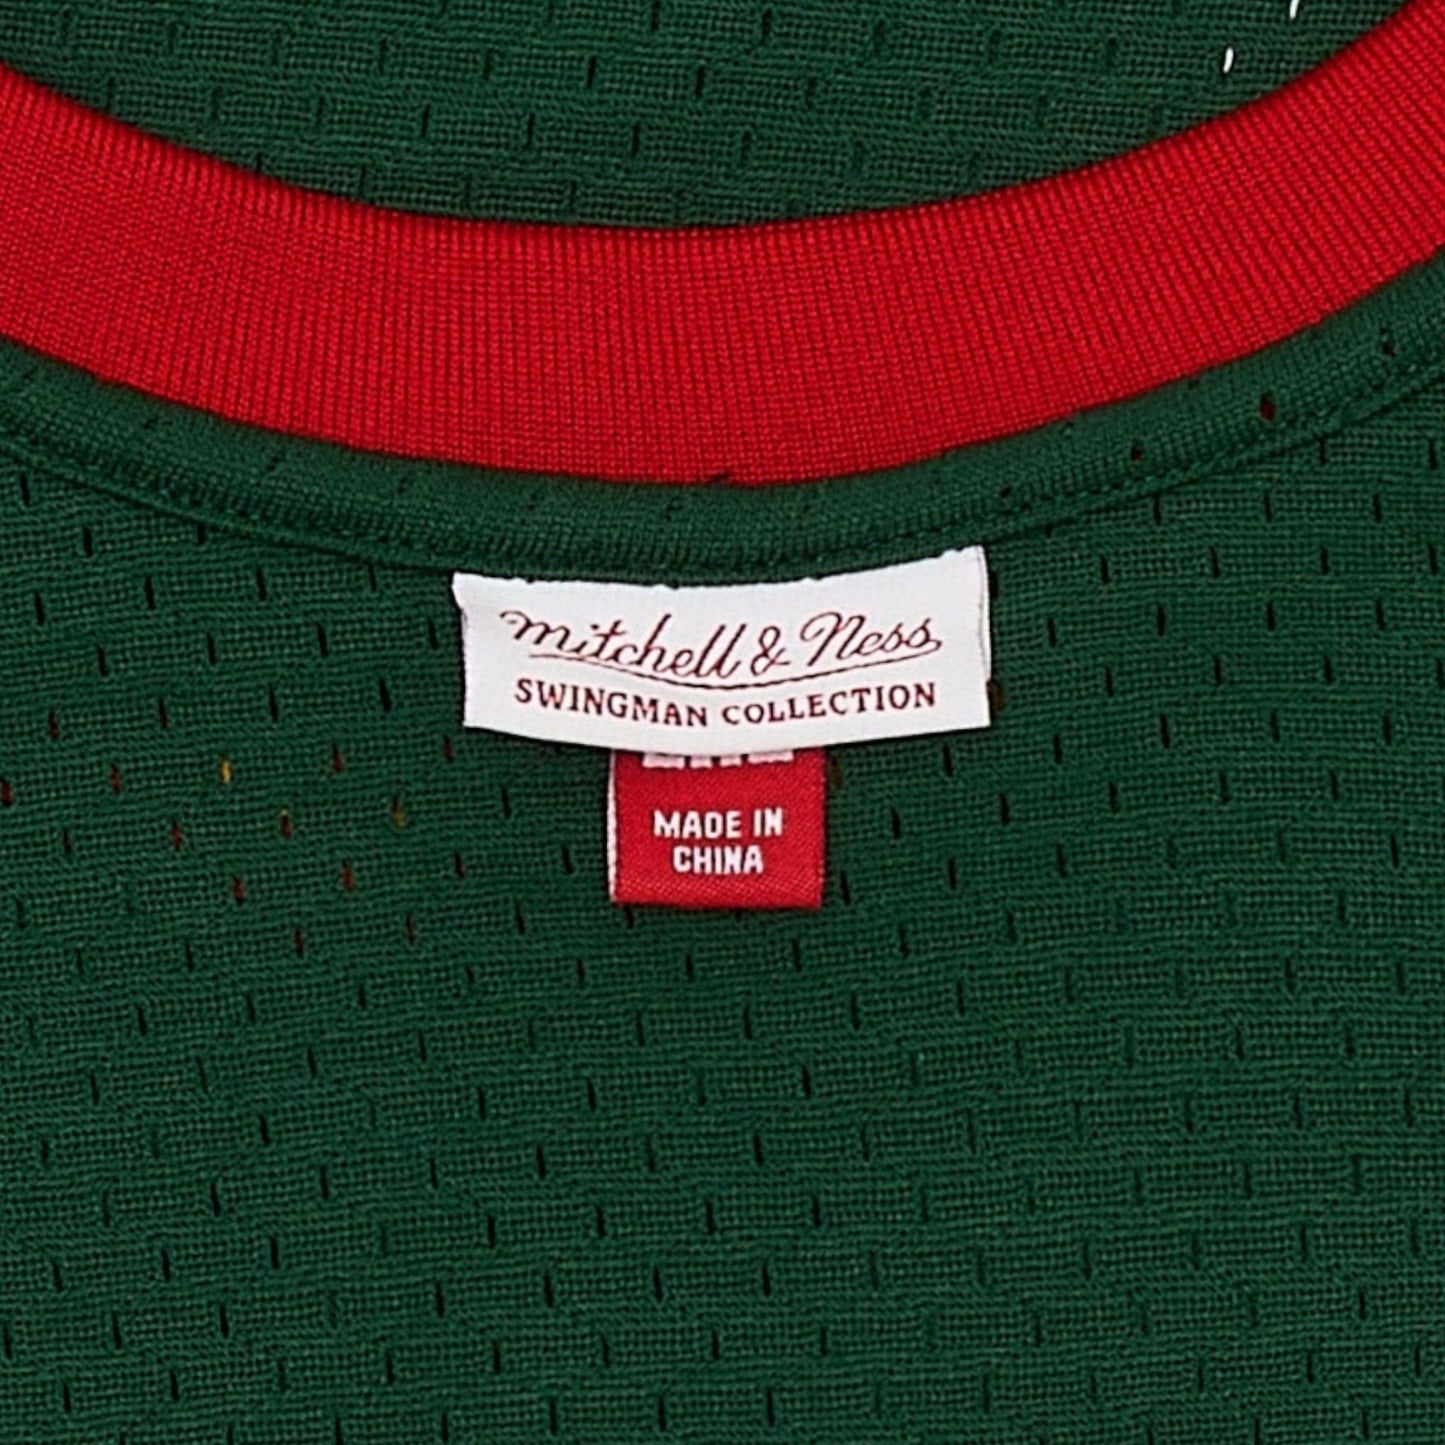 Mitchell & Ness
SWINGMAN COLLECTION
MADE IN
CHINA